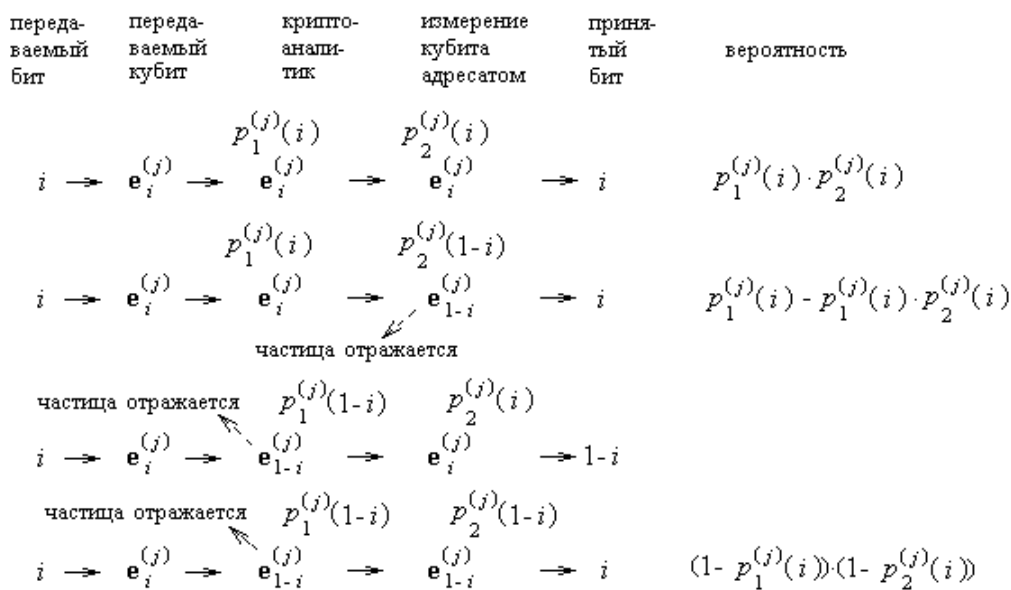 переда- ваемый бит переда- ваемый кубит крипто- анали- тик измерение кубита адресатом приня- тый бит вероятность
p_1^{(j)}(i) p_2^{(j)}(i)
i → e_i^{(j)} → e_i^{(j)} → e_i^{(j)} → i p_1^{(j)}(i)·p_2^{(j)}(i)
p_1^{(j)}(i) p_2^{(j)}(1-i)
i → e_i^{(j)} → e_i^{(j)} → e_{1-i}^{(j)} → i p_1^{(j)}(i) - p_1^{(j)}(i)·p_2^{(j)}(i)
частица отражается
частица отражается p_1^{(j)}(1-i) p_2^{(j)}(i)
i → e_i^{(j)} → e_{1-i}^{(j)} → e_i^{(j)} → 1-i
частица отражается p_1^{(j)}(1-i) p_2^{(j)}(1-i)
i → e_i^{(j)} → e_{1-i}^{(j)} → e_{1-i}^{(j)} → i (1- p_1^{(j)}(i))·(1- p_2^{(j)}(i))